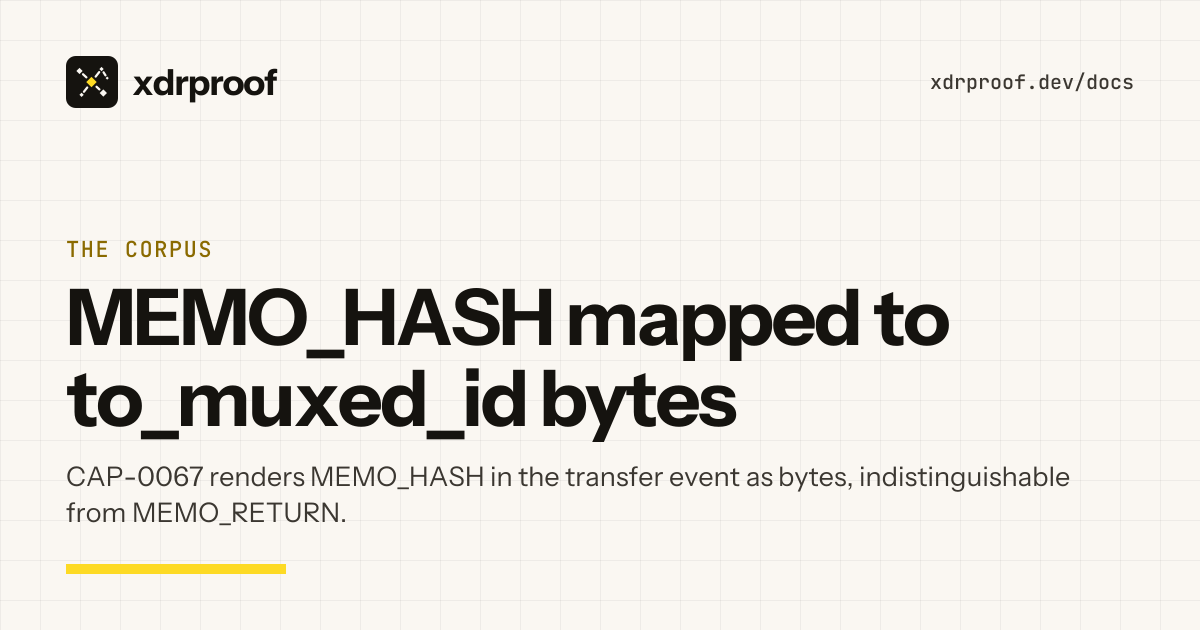 xdrproof
xdrproof.dev/docs
THE CORPUS
MEMO_HASH mapped to
to_muxed_id bytes
CAP-0067 renders MEMO_HASH in the transfer event as bytes, indistinguishable
from MEMO_RETURN.